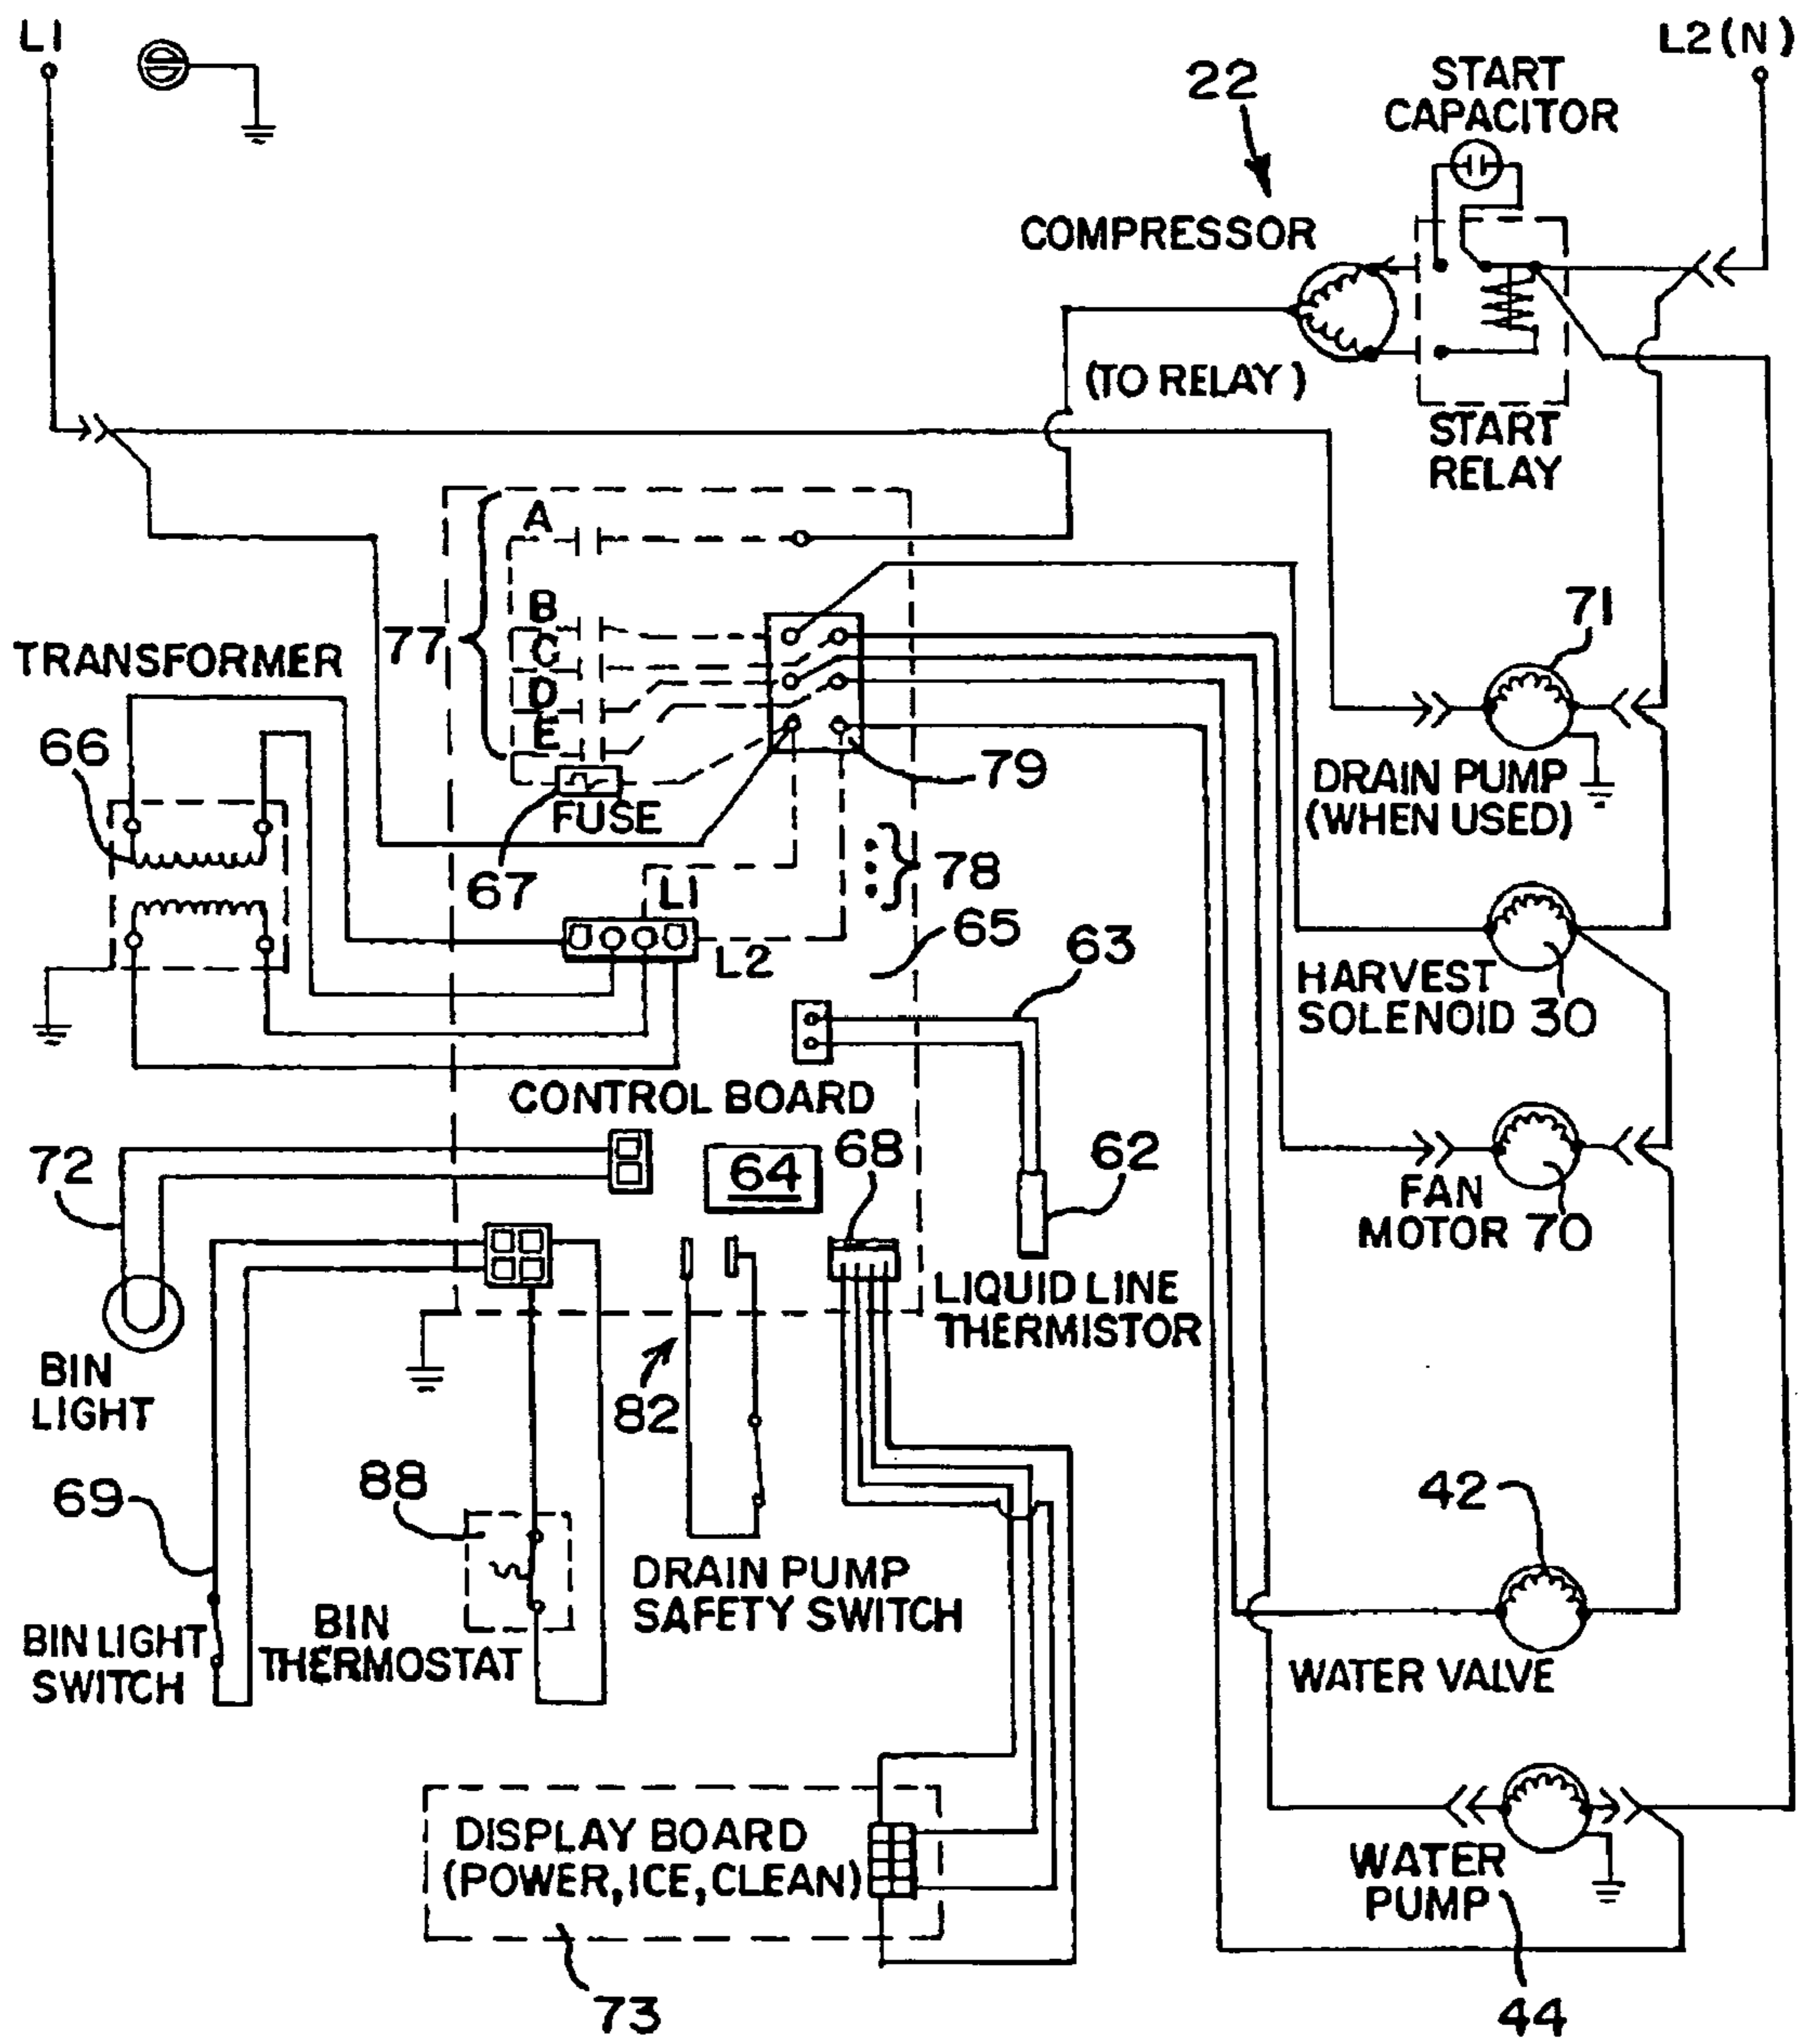 L1
L2(N)
22
START
CAPACITOR
COMPRESSOR
(TO RELAY)
START
RELAY
A
B
C
D
E
77
TRANSFORMER
66
71
79
DRAIN PUMP
(WHEN USED)
FUSE
67
L1
78
65
L2
63
HARVEST
SOLENOID 30
CONTROL BOARD
72
64
68
62
FAN
MOTOR 70
LIQUID LINE
THERMISTOR
BIN
LIGHT
82
69
88
42
DRAIN PUMP
SAFETY SWITCH
BIN LIGHT
SWITCH
BIN
THERMOSTAT
WATER VALVE
DISPLAY BOARD
(POWER, ICE, CLEAN)
WATER
PUMP
73
44